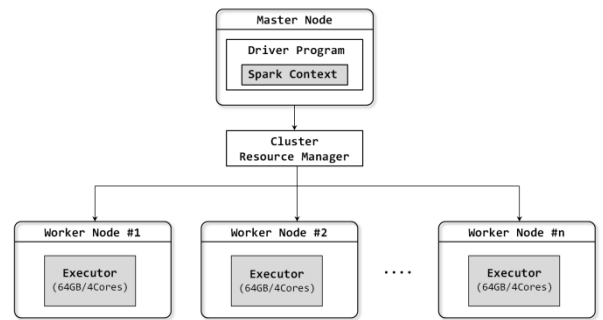 Master Node
Driver Program
Spark Context
Cluster
Resource Manager
Worker Node #1
Executor
(64GB/4Cores)
Worker Node #2
Executor
(64GB/4Cores)
....
Worker Node #n
Executor
(64GB/4Cores)